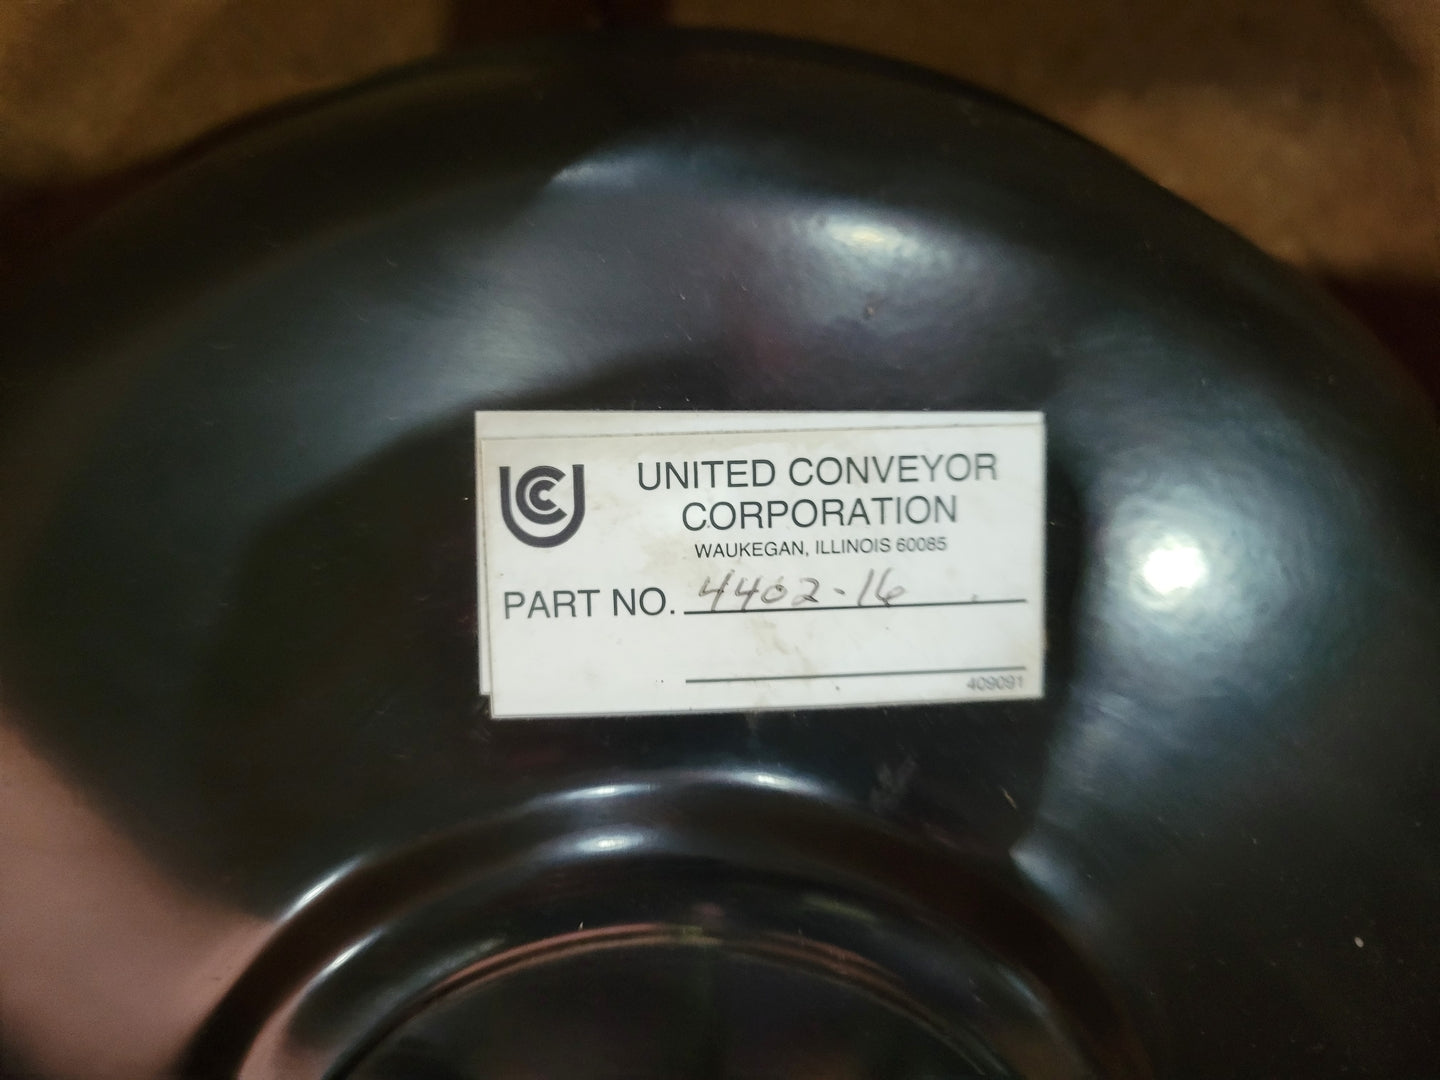 UCC
UNITED CONVEYOR
CORPORATION
WAUKEGAN, ILLINOIS 60085
PART NO. 4402-16
409091